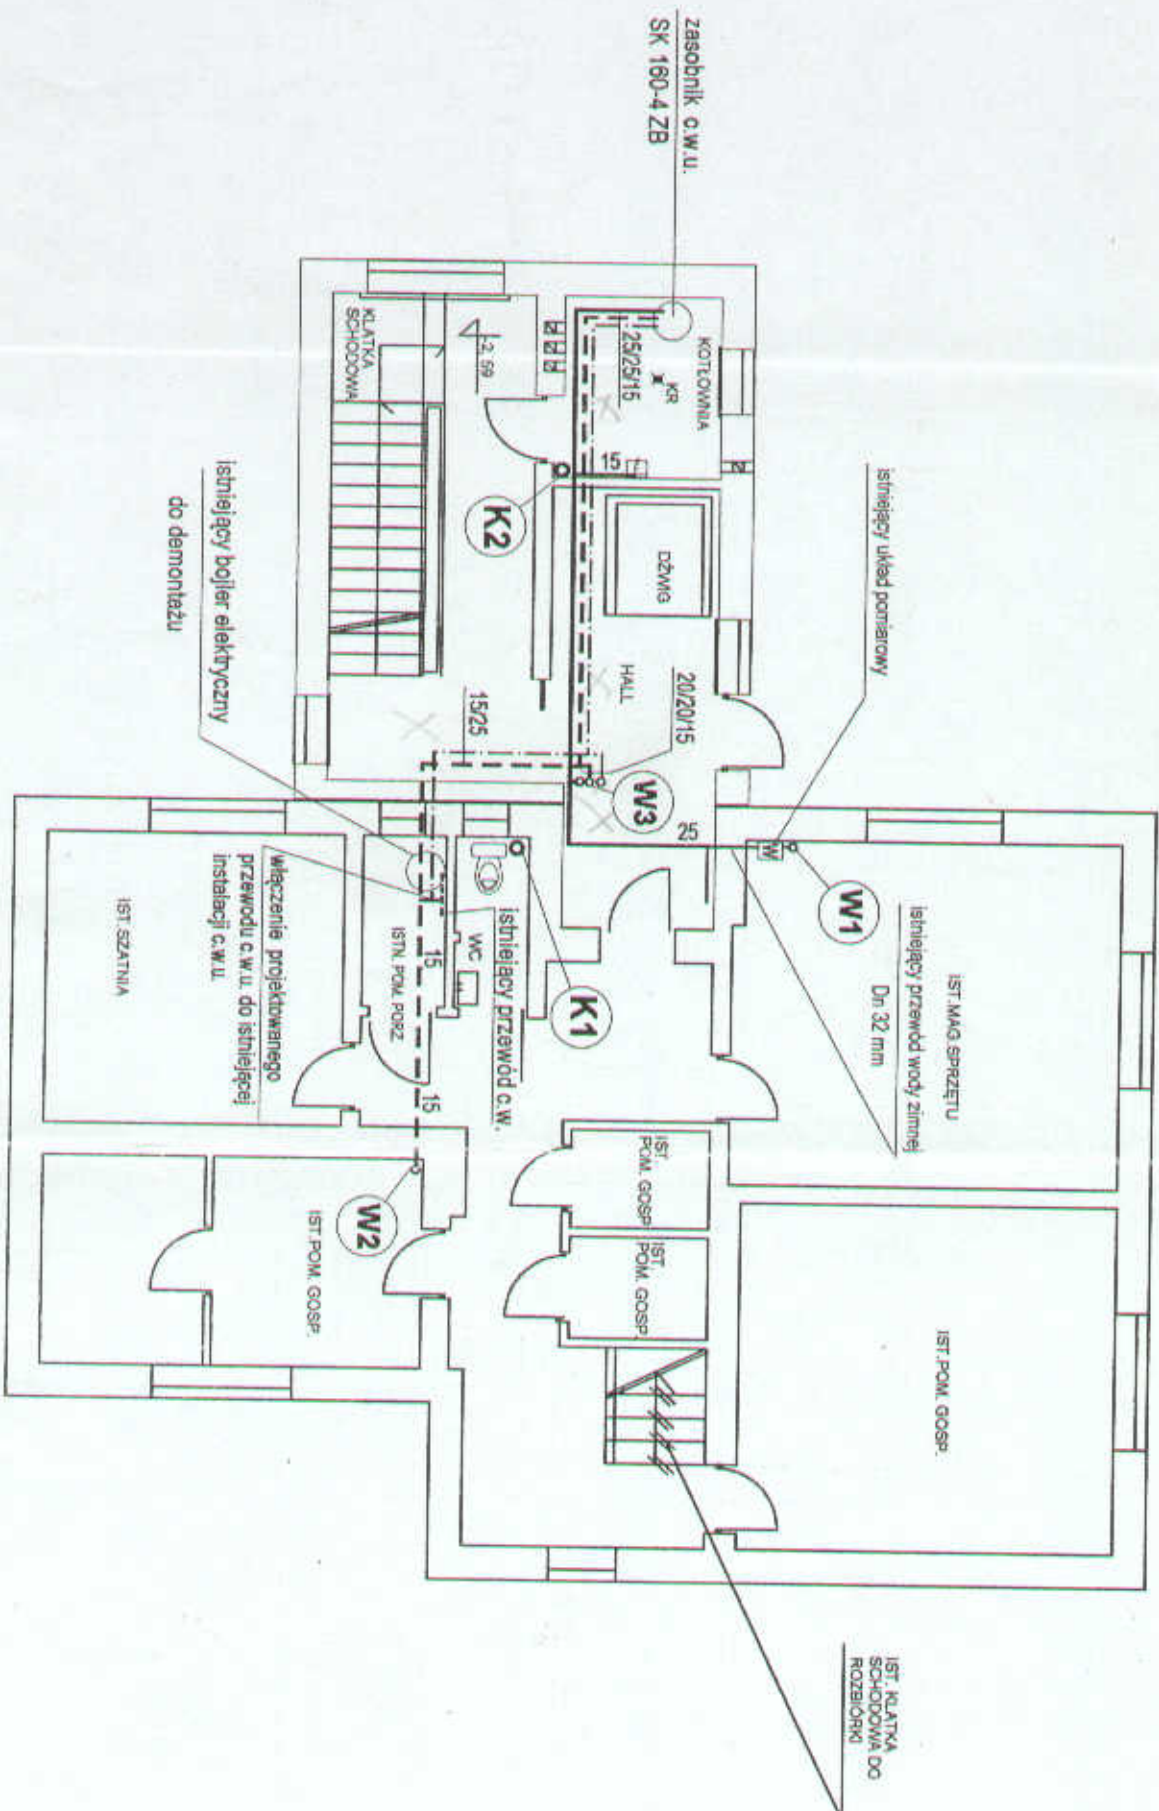 zasobnik c.w.u.
SK 160-4 ZB
KOTŁOWNIA
KR
25/25/15
15
KLATKA
SCHODOWA
-2,59
K2
DŹWIG
HALL
20/20/15
15/25
W3
25
istniejący układ pomiarowy
W
W1
istniejący przewód wody zimnej
Dn 32 mm
IST.MAG.SPRZĘTU
istniejący bojler elektryczny
do demontażu
włączenie projektowanego
przewodu c.w.u. do istniejącej
instalacji c.w.u.
IST.SZATNIA
ISTN. POM. PORZ.
15
15
WC
istniejący przewód c.w.
K1
W2
IST.POM. GOSP.
IST.
POM. GOSP.
IST.
POM. GOSP.
IST.POM. GOSP.
IST. KLATKA
SCHODOWA DO
ROZBIÓRKI